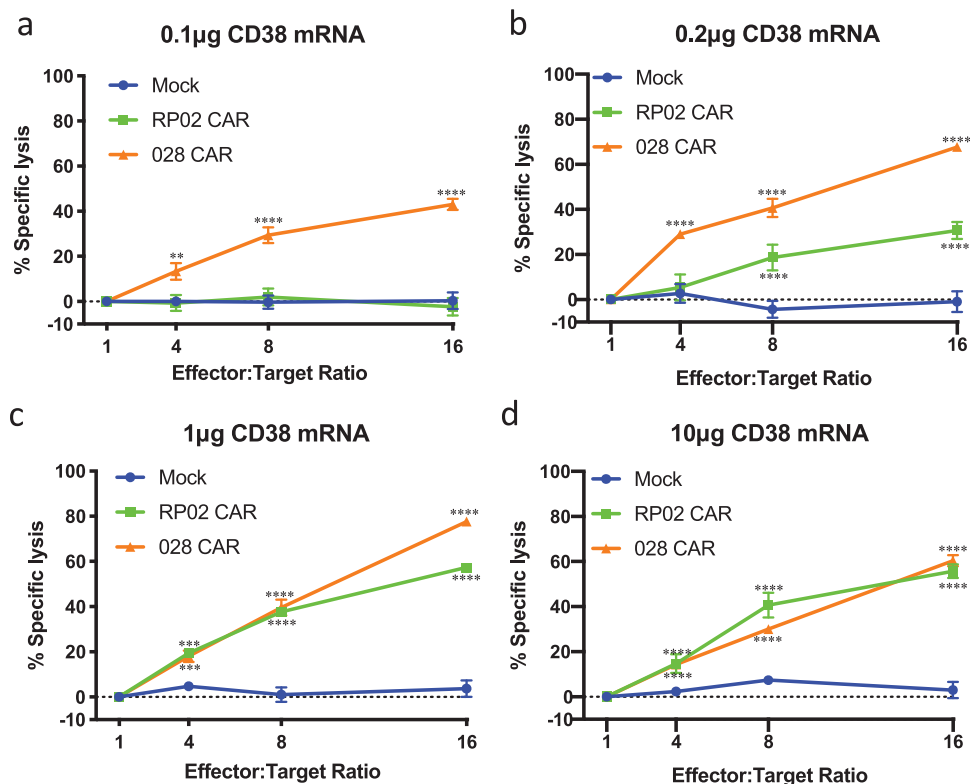 a
0.1µg CD38 mRNA
100
80
60
40
20
0
-10
% Specific lysis
Mock
RP02 CAR
028 CAR
**
****
****
1
4
8
16
Effector:Target Ratio
b
0.2µg CD38 mRNA
100
80
60
40
20
0
-10
% Specific lysis
Mock
RP02 CAR
028 CAR
****
****
****
****
****
1
4
8
16
Effector:Target Ratio
c
1µg CD38 mRNA
100
80
60
40
20
0
-10
% Specific lysis
Mock
RP02 CAR
028 CAR
***
***
****
****
****
****
1
4
8
16
Effector:Target Ratio
d
10µg CD38 mRNA
100
80
60
40
20
0
-10
% Specific lysis
Mock
RP02 CAR
028 CAR
****
****
****
****
****
****
1
4
8
16
Effector:Target Ratio